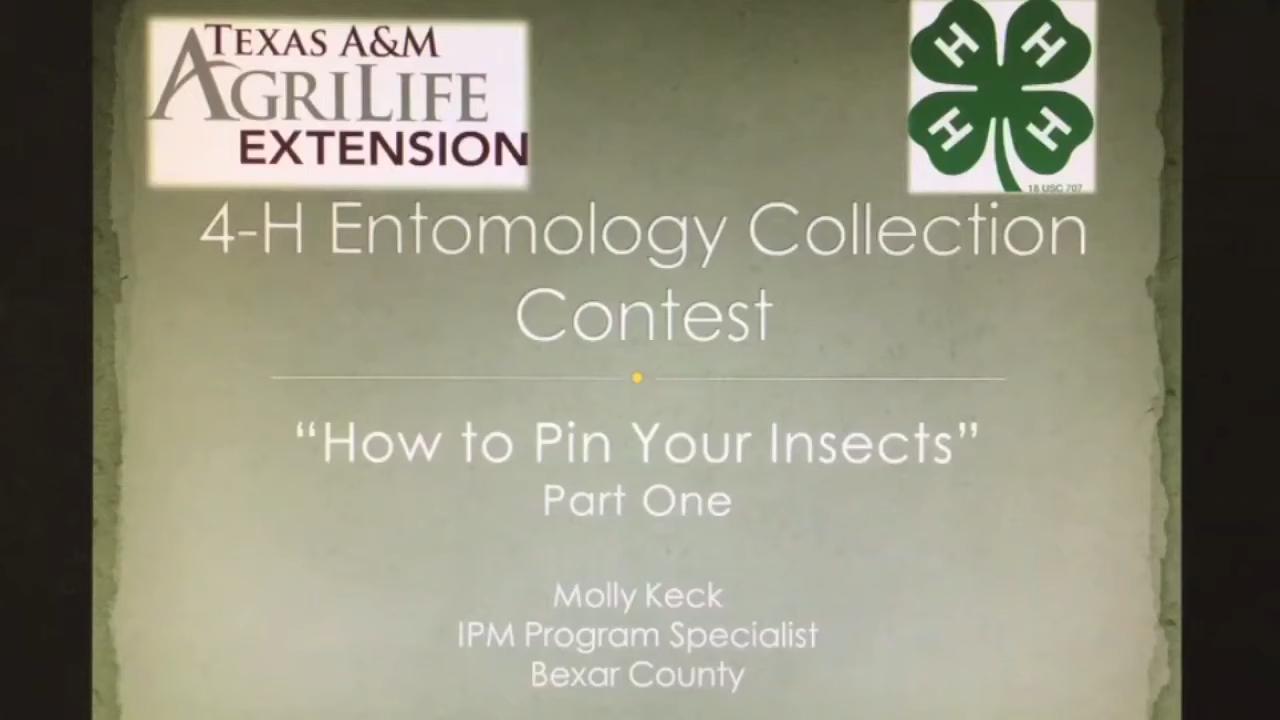 TEXAS A&M
AGRILIFE
EXTENSION
H H
H H
18 USC 707
4-H Entomology Collection
Contest
“How to Pin Your Insects”
Part One
Molly Keck
IPM Program Specialist
Bexar County